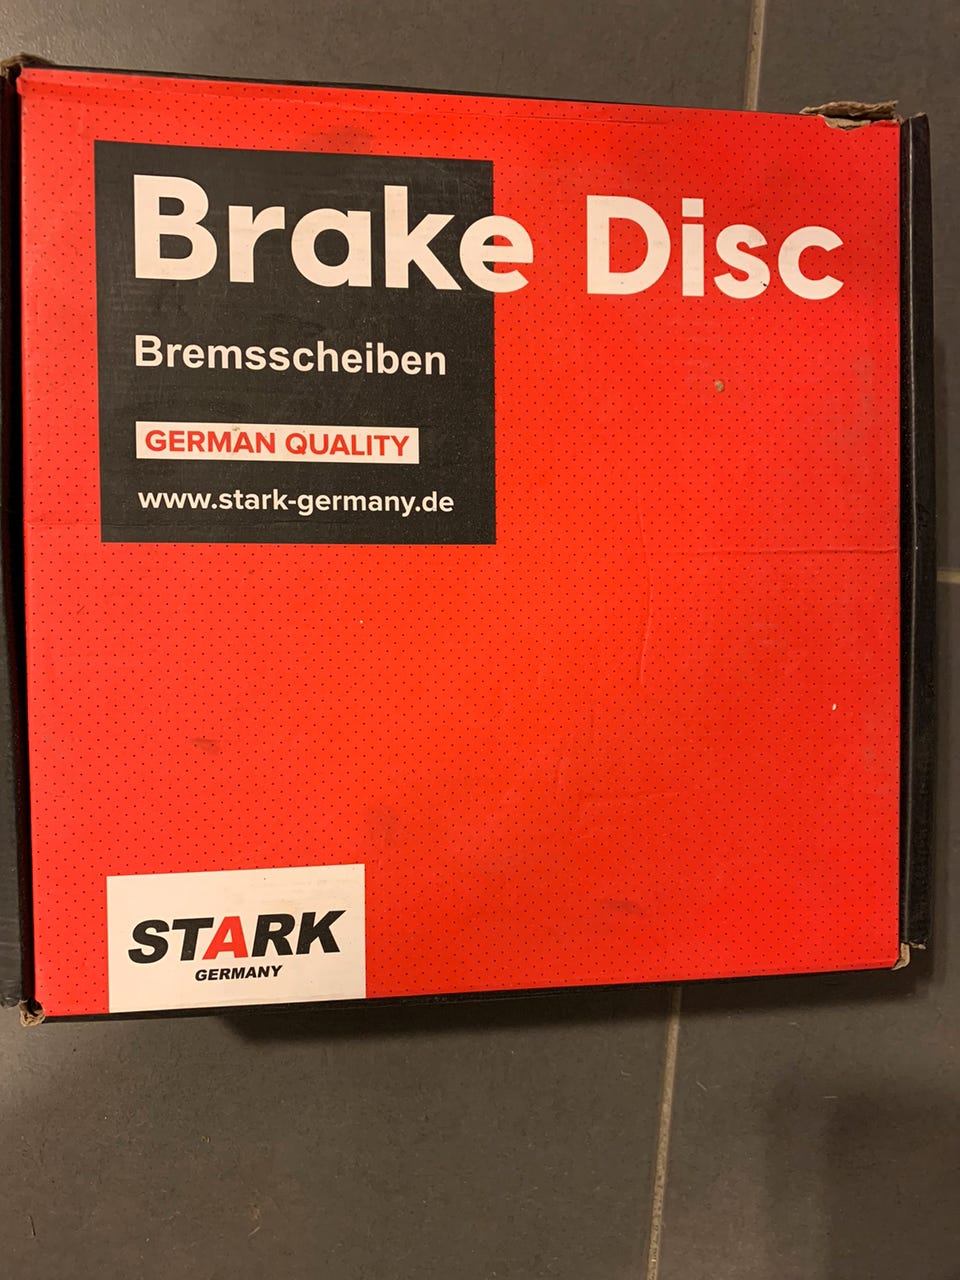 Brake Disc
Bremsscheiben
GERMAN QUALITY
www.stark-germany.de
STARK
GERMANY